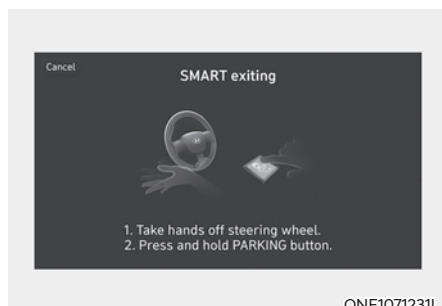 Cancel
SMART exiting
1. Take hands off steering wheel.
2. Press and hold PARKING button.